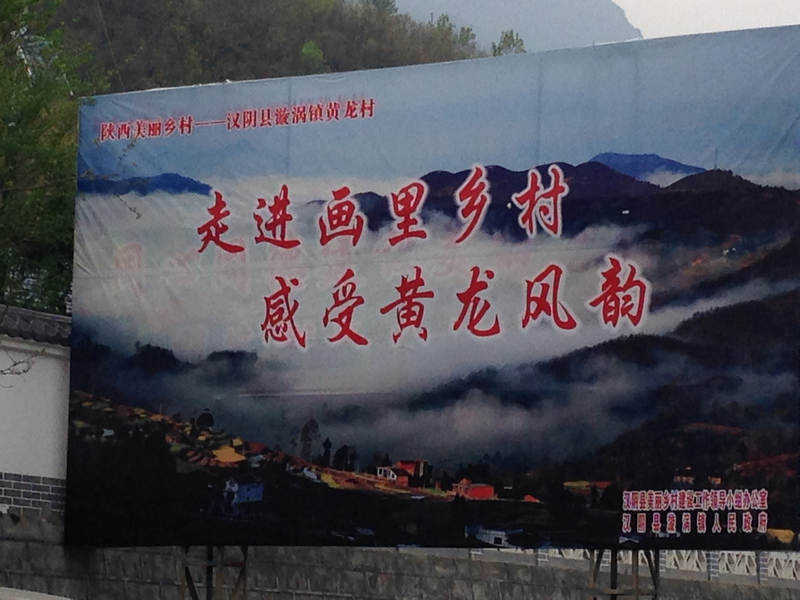 陕西美丽乡村——汉阴县漩涡镇黄龙村
走进画里乡村
感受黄龙风韵
汉阴县美丽乡村建设工作领导小组办公室
汉阴县漩涡镇人民政府